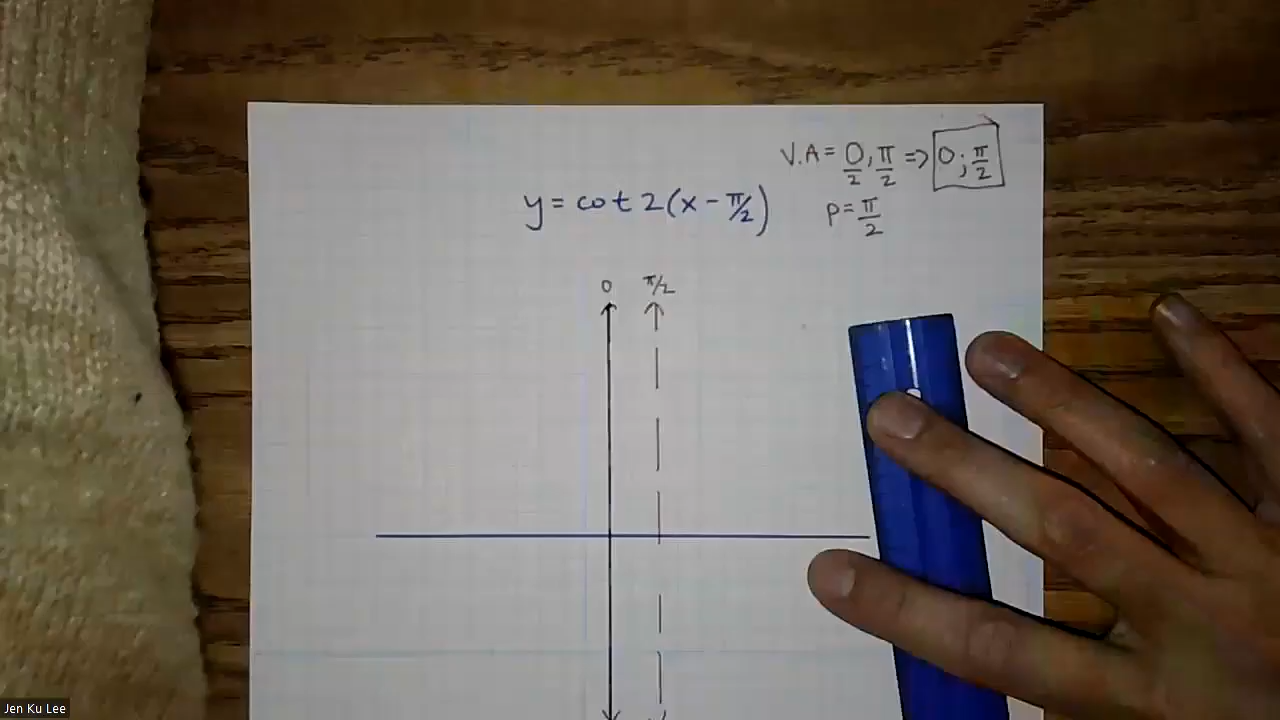 V.A = 0/2, π/2 => 0; π/2
y = cot 2(x - π/2)
p = π/2
0 π/2
Jen Ku Lee